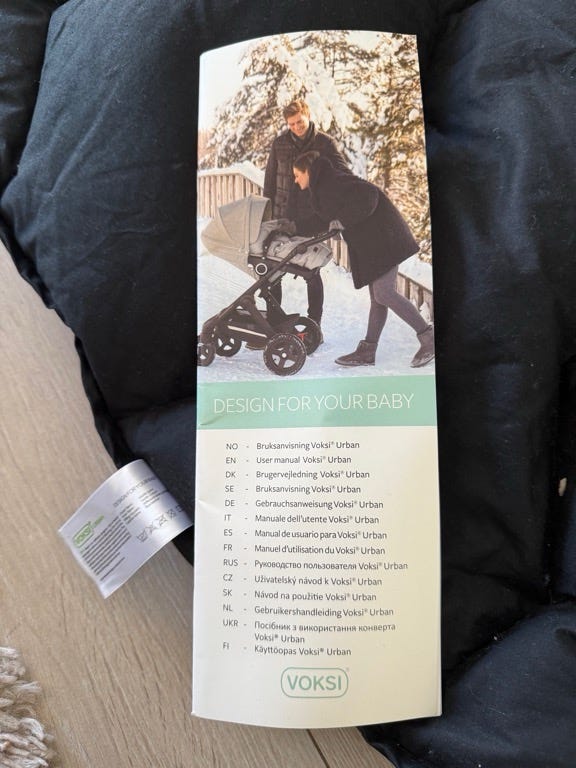 DESIGN FOR YOUR BABY
NO - Bruksanvisning Voksi® Urban
EN - User manual Voksi® Urban
DK - Brugervejledning Voksi® Urban
SE - Bruksanvisning Voksi® Urban
DE - Gebrauchsanweisung Voksi® Urban
IT - Manuale dell'utente Voksi® Urban
ES - Manual de usuario para Voksi® Urban
FR - Manuel d'utilisation du Voksi® Urban
RUS - Руководство пользователя Voksi® Urban
CZ - Uživatelský návod k Voksi® Urban
SK - Návod na použitie Voksi® Urban
NL - Gebruikershandleiding Voksi® Urban
UKR - Посібник з використання конверта
Voksi® Urban
FI - Käyttöopas Voksi® Urban
VOKSI®
VOKSI